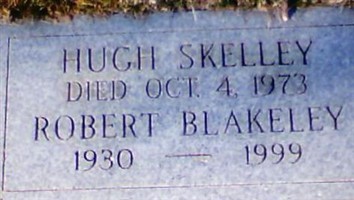 HUGH SKELLEY
DIED OCT. 4, 1973
ROBERT BLAKELEY
1930 — 1999